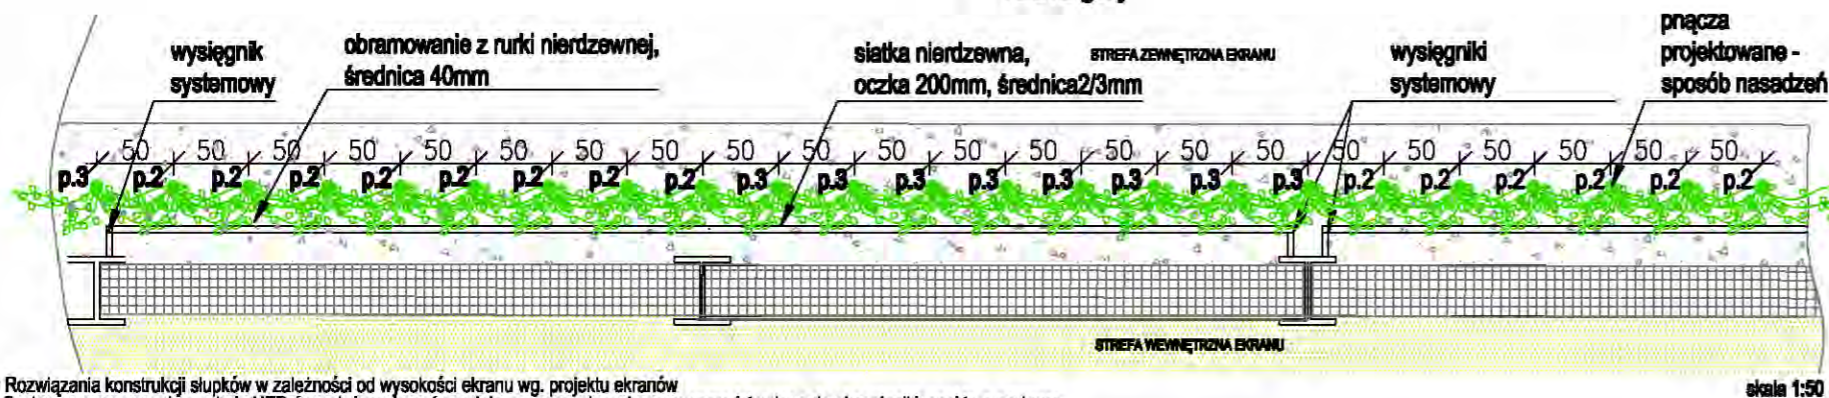 wysięgnik
systemowy
obramowanie z rurki nierdzewnej,
średnica 40mm
siatka nierdzewna,
oczka 200mm, średnica2/3mm
STREFA ZEWNĘTRZNA EKRANU
wysięgniki
systemowy
pnącza
projektowane -
sposób nasadzeń
50 50 50 50 50 50 50 50 50 50 50 50 50 50 50 50 50 50 50 50 50 50
p.3 p.2 p.2 p.2 p.2 p.2 p.2 p.2 p.2 p.3 p.3 p.3 p.3 p.3 p.3 p.3 p.3 p.2 p.2 p.2 p.2 p.2 p.2
STREFA WEWNĘTRZNA EKRANU
Rozwiązania konstrukcji słupków w zależności od wysokości ekranu wg. projektu ekranów
skala 1:50